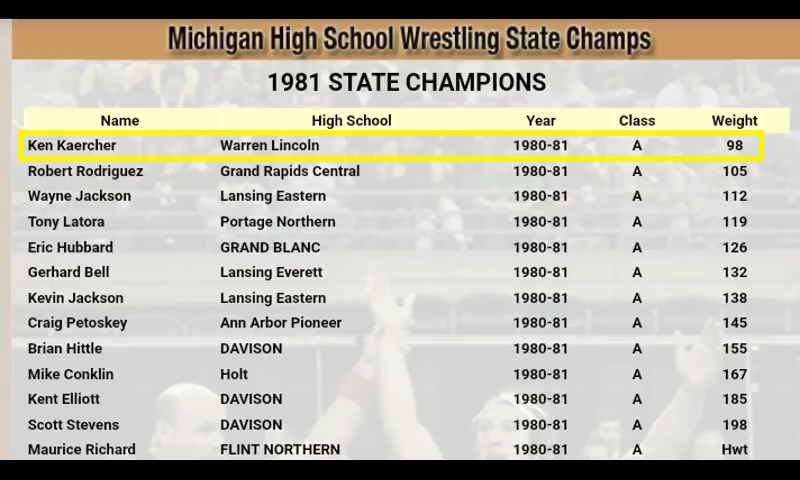 Michigan High School Wrestling State Champs
1981 STATE CHAMPIONS
Name High School Year Class Weight
Ken Kaercher Warren Lincoln 1980-81 A 98
Robert Rodriguez Grand Rapids Central 1980-81 A 105
Wayne Jackson Lansing Eastern 1980-81 A 112
Tony Latora Portage Northern 1980-81 A 119
Eric Hubbard GRAND BLANC 1980-81 A 126
Gerhard Bell Lansing Everett 1980-81 A 132
Kevin Jackson Lansing Eastern 1980-81 A 138
Craig Petoskey Ann Arbor Pioneer 1980-81 A 145
Brian Hittle DAVISON 1980-81 A 155
Mike Conklin Holt 1980-81 A 167
Kent Elliott DAVISON 1980-81 A 185
Scott Stevens DAVISON 1980-81 A 198
Maurice Richard FLINT NORTHERN 1980-81 A Hwt